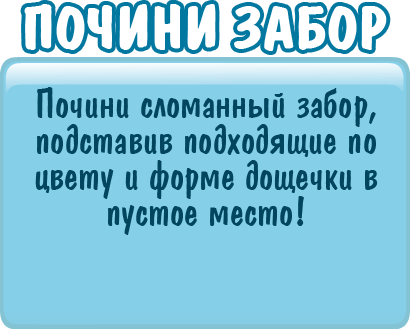 ПОЧИНИ ЗАБОР
Почини сломанный забор,
подставив подходящие по
цвету и форме дощечки в
пустое место!